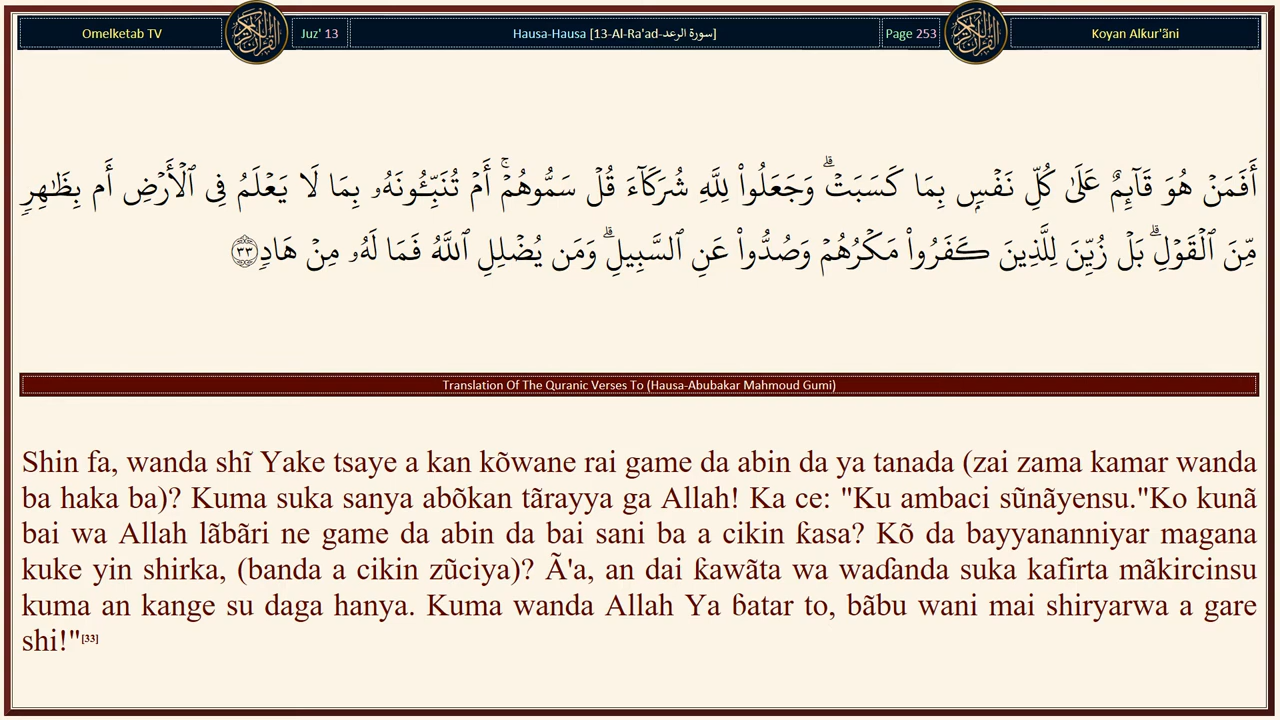 Omelketab TV
Juz' 13
Hausa-Hausa [13-Al-Ra'ad-سورة الرعد]
Page 253
Koyan Alƙur'ãni
أَفَمَنۡ هُوَ قَآئِمٌ عَلَىٰ كُلِّ نَفۡسِۭ بِمَا كَسَبَتۡۗ وَجَعَلُواْ لِلَّهِ شُرَكَآءَ قُلۡ سَمُّوهُمۡۚ أَمۡ تُنَبِّـُٔونَهُۥ بِمَا لَا يَعۡلَمُ فِي ٱلۡأَرۡضِ أَم بِظَٰهِرٖ
مِّنَ ٱلۡقَوۡلِۗ بَلۡ زُيِّنَ لِلَّذِينَ كَفَرُواْ مَكۡرُهُمۡ وَصُدُّواْ عَنِ ٱلسَّبِيلِۗ وَمَن يُضۡلِلِ ٱللَّهُ فَمَا لَهُۥ مِنۡ هَادٖ ٣٣
Translation Of The Quranic Verses To (Hausa-Abubakar Mahmoud Gumi)
Shin fa, wanda shĩ Yake tsaye a kan kõwane rai game da abin da ya tanada (zai zama kamar wanda
ba haka ba)? Kuma suka sanya abõkan tãrayya ga Allah! Ka ce: "Ku ambaci sũnãyensu."Ko kunã
bai wa Allah lãbãri ne game da abin da bai sani ba a cikin ƙasa? Kõ da bayyananniyar magana
kuke yin shirka, (banda a cikin zũciya)? Ã'a, an dai ƙawãta wa waɗanda suka kafirta mãkircinsu
kuma an kange su daga hanya. Kuma wanda Allah Ya ɓatar to, bãbu wani mai shiryarwa a gare
shi!"[33]